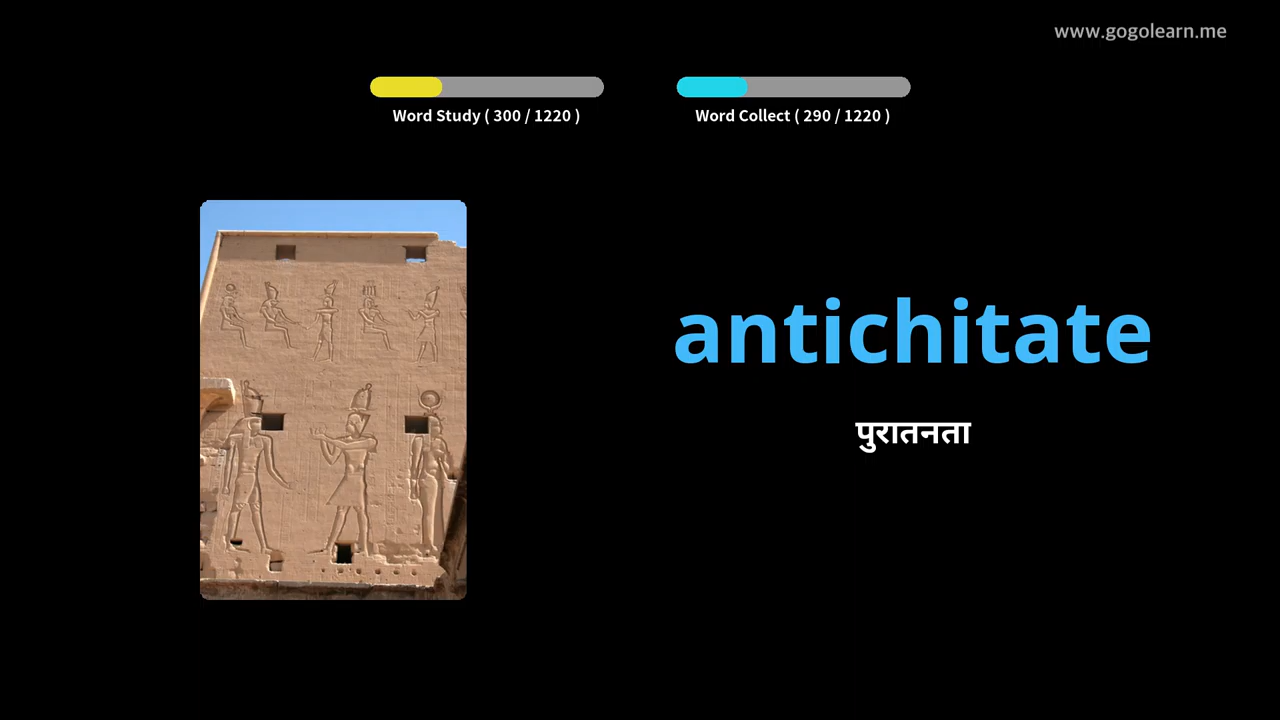 www.gogolearn.me
Word Study ( 300 / 1220 )
Word Collect ( 290 / 1220 )
antichitate
पुरातनता